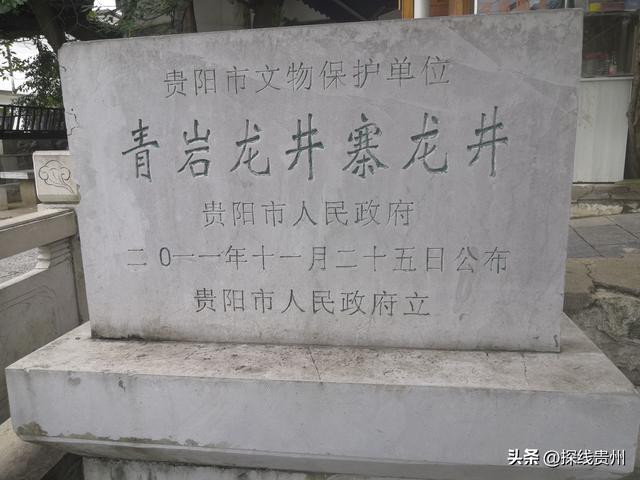 贵阳市文物保护单位
青岩龙井寨龙井
贵阳市人民政府
二0一一年十一月二十五日公布
贵阳市人民政府立
头条 @探线贵州